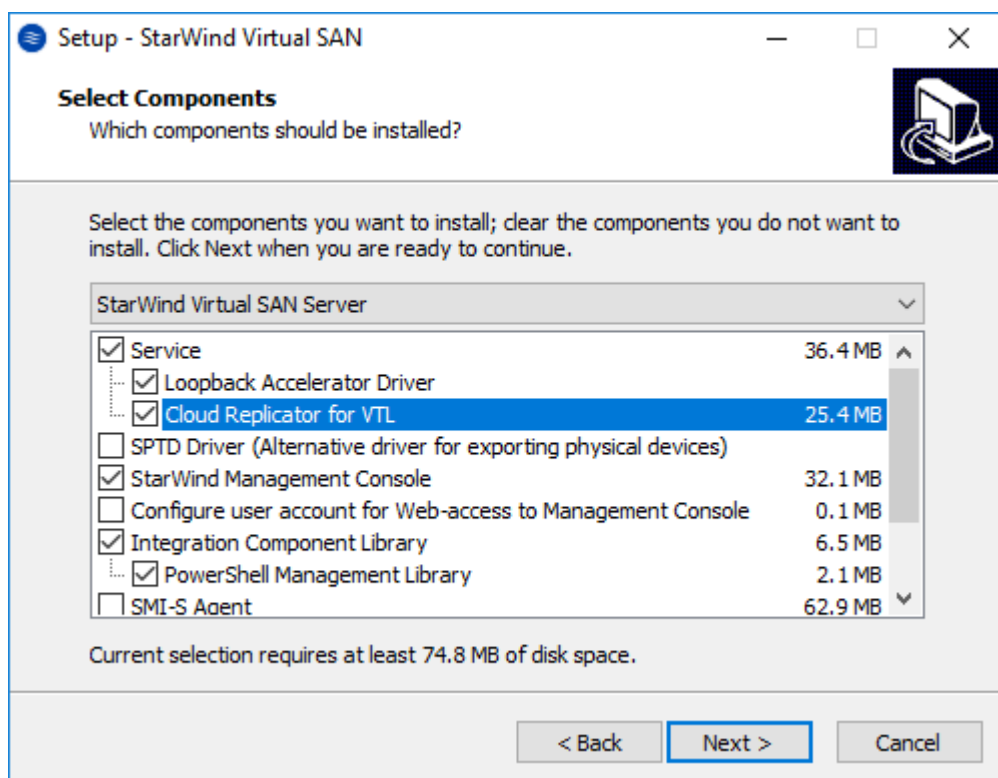 Setup - StarWind Virtual SAN
Select Components
Which components should be installed?
Select the components you want to install; clear the components you do not want to
install. Click Next when you are ready to continue.
StarWind Virtual SAN Server
Service 36.4 MB
Loopback Accelerator Driver
Cloud Replicator for VTL 25.4 MB
SPTD Driver (Alternative driver for exporting physical devices)
StarWind Management Console 32.1 MB
Configure user account for Web-access to Management Console 0.1 MB
Integration Component Library 6.5 MB
PowerShell Management Library 2.1 MB
SMI-S Agent 62.9 MB
Current selection requires at least 74.8 MB of disk space.
< Back Next > Cancel